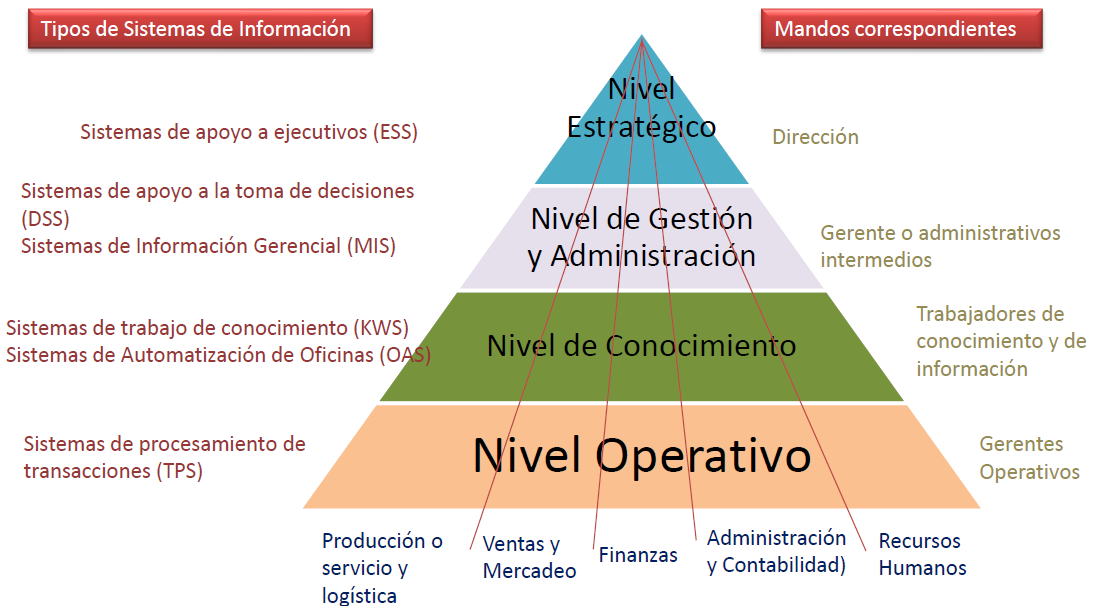 Tipos de Sistemas de Información
Mandos correspondientes
Nivel
Estratégico
Sistemas de apoyo a ejecutivos (ESS)
Dirección
Sistemas de apoyo a la toma de decisiones
(DSS)
Sistemas de Información Gerencial (MIS)
Nivel de Gestión
y Administración
Gerente o administrativos
intermedios
Sistemas de trabajo de conocimiento (KWS)
Sistemas de Automatización de Oficinas (OAS)
Nivel de Conocimiento
Trabajadores de
conocimiento y de
información
Sistemas de procesamiento de
transacciones (TPS)
Nivel Operativo
Gerentes
Operativos
Producción o
servicio y
logística
Ventas y
Mercadeo
Finanzas
Administración
y Contabilidad)
Recursos
Humanos